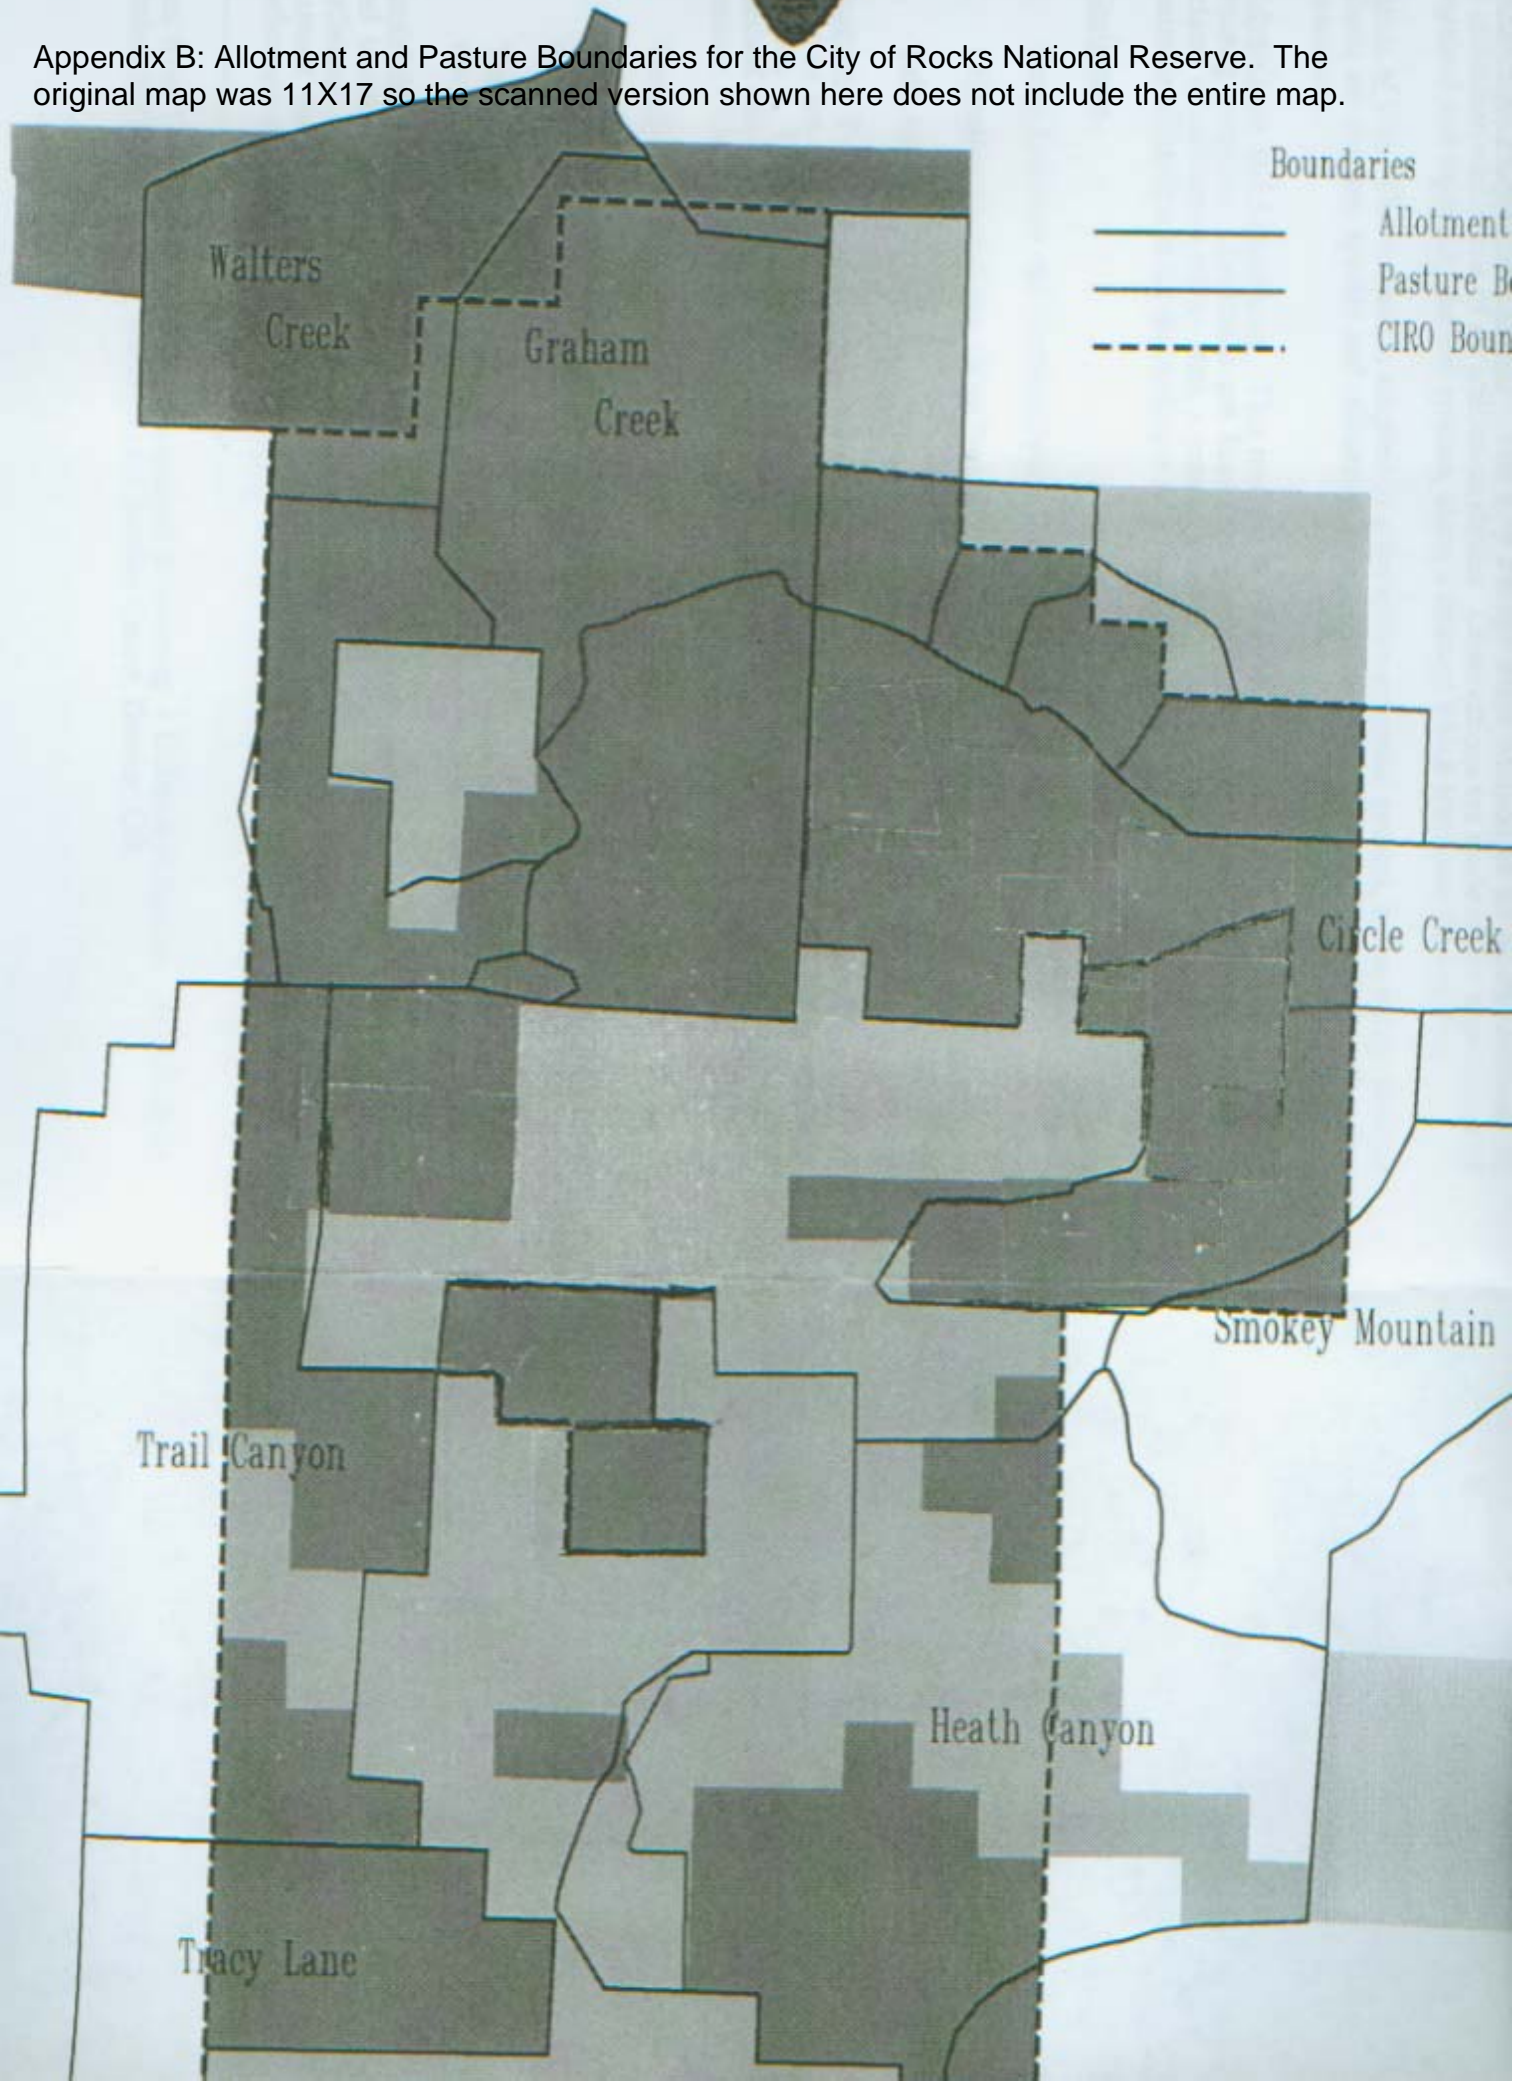 Appendix B: Allotment and Pasture Boundaries for the City of Rocks National Reserve.  The
original map was 11X17 so the scanned version shown here does not include the entire map.
Boundaries
Allotment
Pasture
CIRO
Walters
Creek
Graham
Creek
Circle Creek
Smokey Mountain
Trail Canyon
Heath Canyon
Tracy Lane